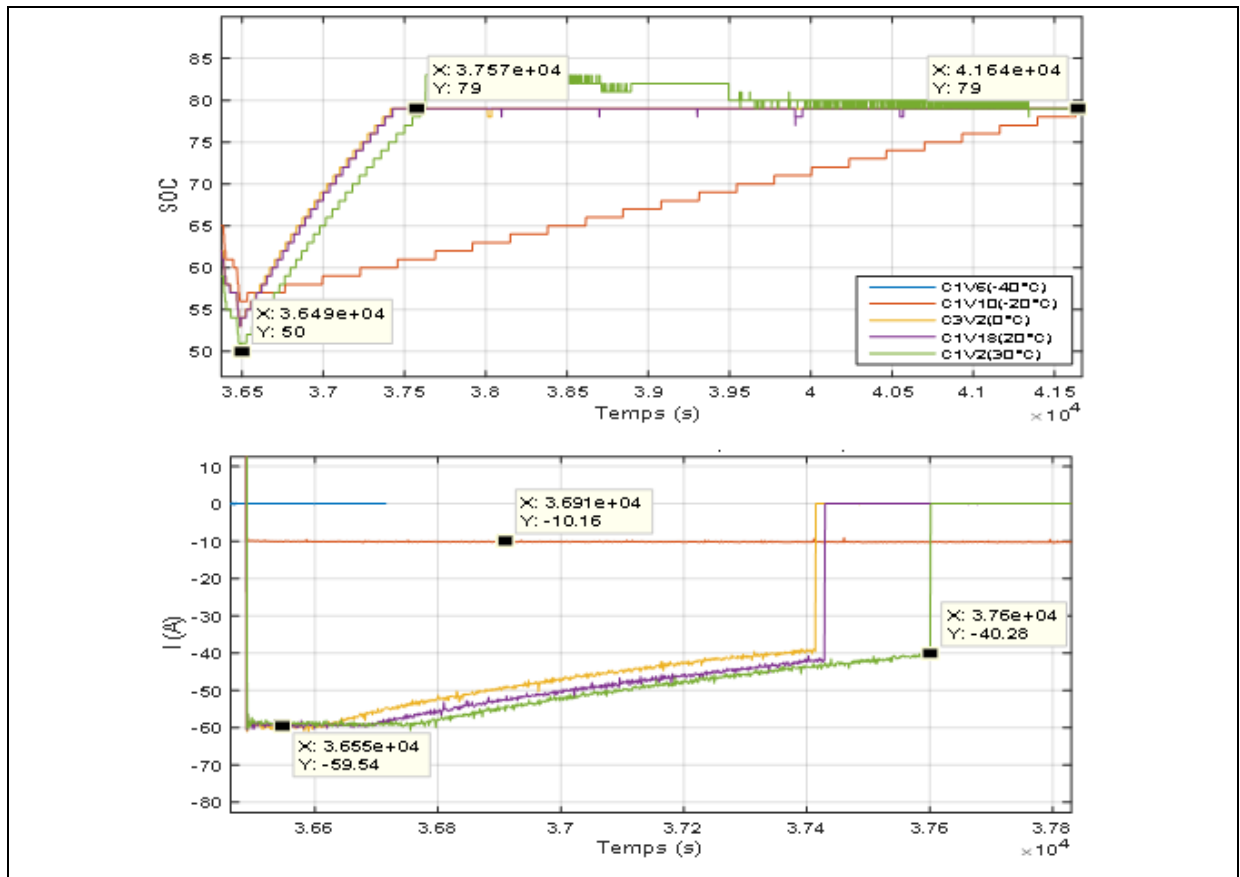 85
80
75
70
65
60
55
50
SOC
X: 3.757e+04
Y: 79
X: 4.164e+04
Y: 79
X: 3.649e+04
Y: 50
C1V6(-40°C)
C1V10(-20°C)
C3V2(0°C)
C1V18(20°C)
C1V2(30°C)
3.65 3.7 3.75 3.8 3.85 3.9 3.95 4 4.05 4.1 4.15
Temps (s)
×10^4
10
0
-10
-20
-30
-40
-50
-60
-70
-80
I(A)
X: 3.691e+04
Y: -10.16
X: 3.76e+04
Y: -40.28
X: 3.655e+04
Y: -59.54
3.66 3.68 3.7 3.72 3.74 3.76 3.78
Temps (s)
×10^4